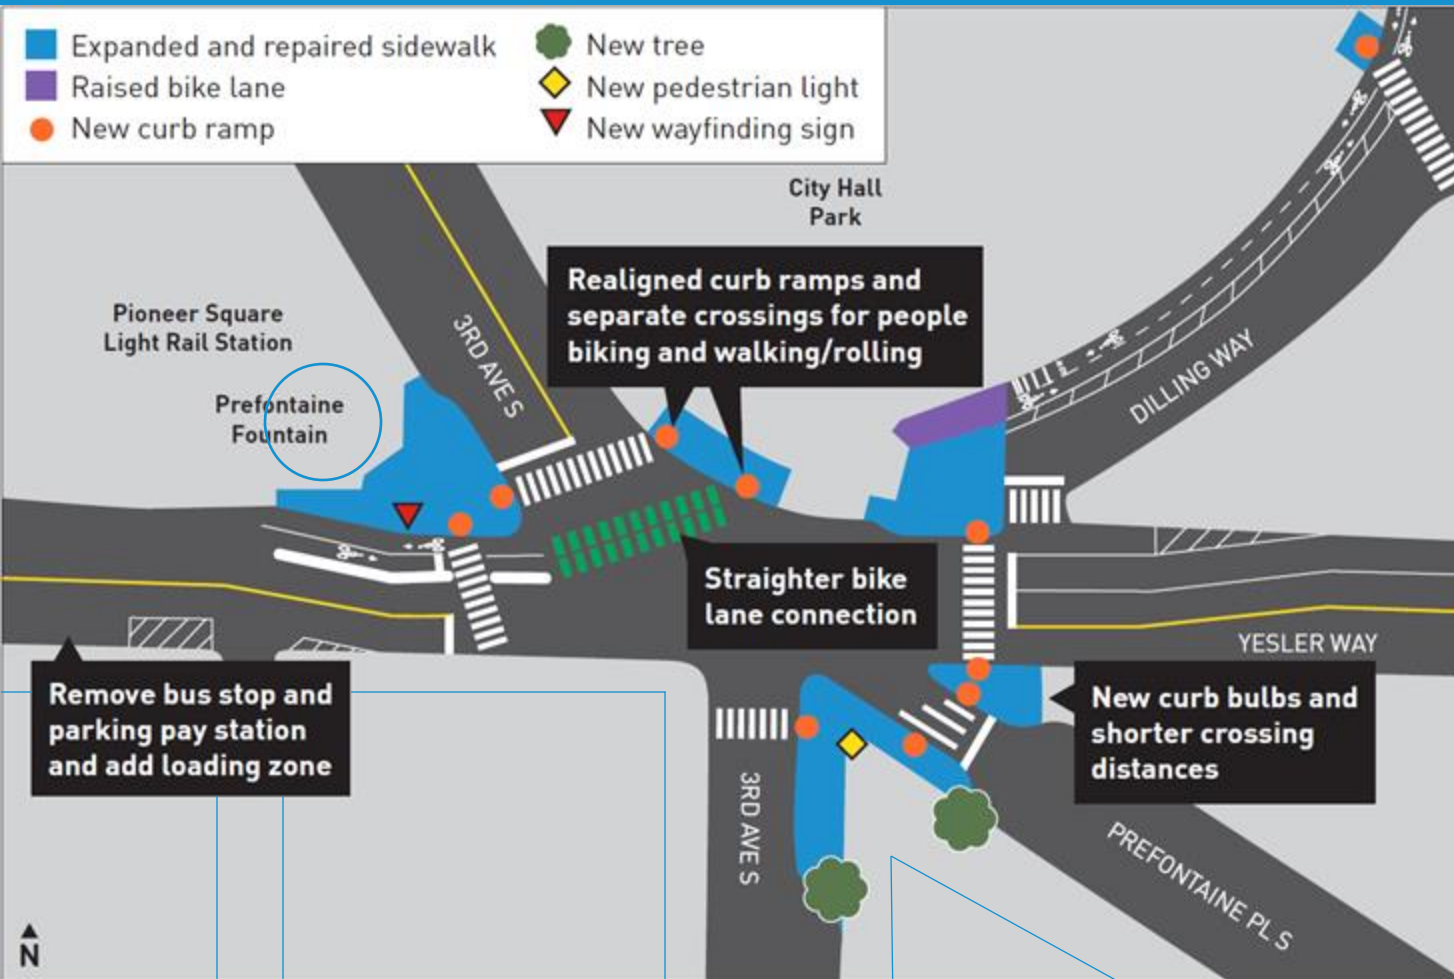 Expanded and repaired sidewalk
Raised bike lane
New curb ramp
New tree
New pedestrian light
New wayfinding sign
City Hall
Park
Realigned curb ramps and
separate crossings for people
biking and walking/rolling
Pioneer Square
Light Rail Station
3RD AVE S
Prefontaine
Fountain
DILLING WAY
Straighter bike
lane connection
YESLER WAY
Remove bus stop and
parking pay station
and add loading zone
New curb bulbs and
shorter crossing
distances
3RD AVE S
PREFONTAINE PL S
N